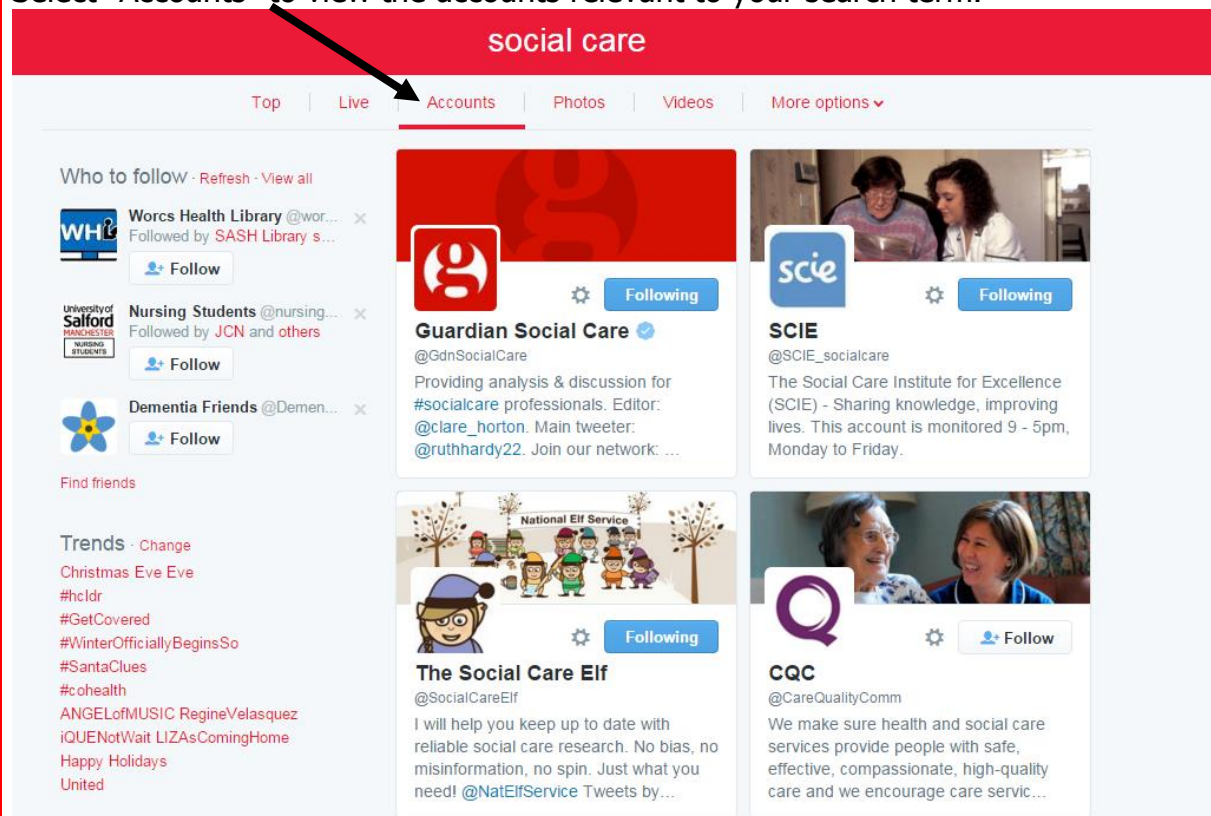 Select "Accounts" to view the accounts relevant to your search term.
social care
Top Live Accounts Photos Videos More options
Who to follow · Refresh · View all
Worcs Health Library @wor...
Followed by SASH Library s...
Follow
Nursing Students @nursing...
Followed by JCN and others
Follow
Dementia Friends @Demen...
Follow
Find friends
Trends · Change
Christmas Eve Eve
#hcldr
#GetCovered
#WinterOfficiallyBeginsSo
#SantaClues
#cohealth
ANGELofMUSIC RegineVelasquez
iQUENotWait LIZAsComingHome
Happy Holidays
United
WHL
University of
Salford
MANCHESTER
NURSING
STUDENTS
g
Following
Guardian Social Care
@GdnSocialCare
Providing analysis & discussion for
#socialcare professionals. Editor:
@clare_horton. Main tweeter:
@ruthhardy22. Join our network: ...
scie
Following
SCIE
@SCIE_socialcare
The Social Care Institute for Excellence
(SCIE) - Sharing knowledge, improving
lives. This account is monitored 9 - 5pm,
Monday to Friday.
National Elf Service
Following
The Social Care Elf
@SocialCareElf
I will help you keep up to date with
reliable social care research. No bias, no
misinformation, no spin. Just what you
need! @NatElfService Tweets by...
Q
Follow
CQC
@CareQualityComm
We make sure health and social care
services provide people with safe,
effective, compassionate, high-quality
care and we encourage care servic...